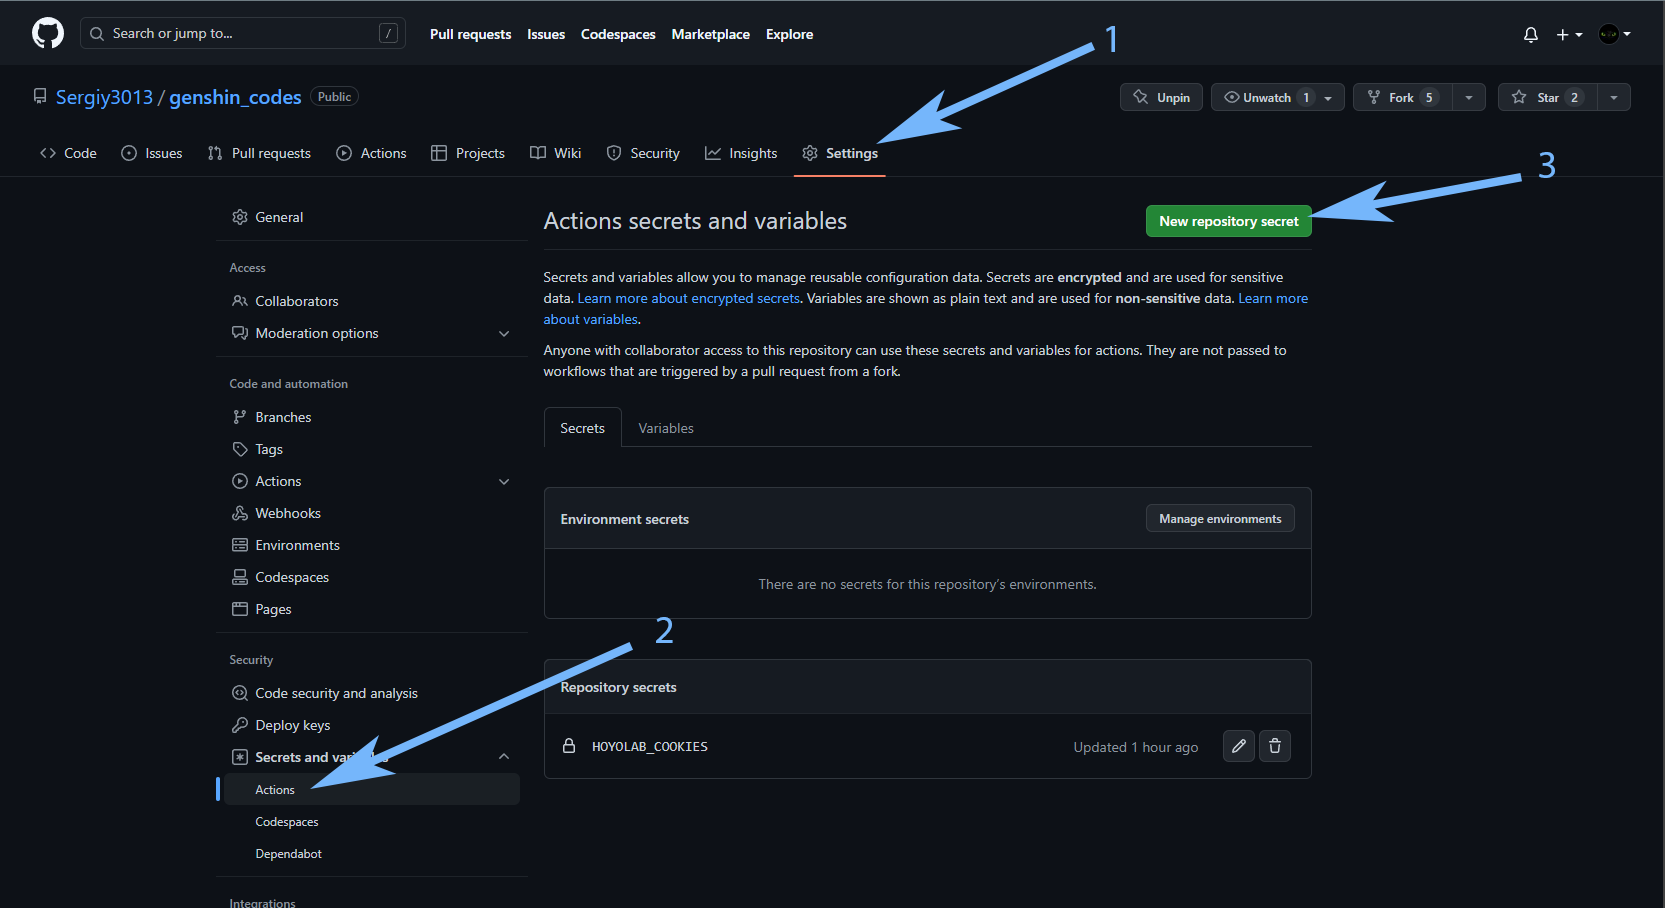 Search or jump to... /
Pull requests Issues Codespaces Marketplace Explore
1
Sergiy3013 / genshin_codes Public
Unpin Unwatch 1 Fork 5 Star 2
Code Issues Pull requests Actions Projects Wiki Security Insights Settings
3
General
Access
Collaborators
Moderation options
Code and automation
Branches
Tags
Actions
Webhooks
Environments
Codespaces
Pages
Security
Code security and analysis
Deploy keys
Secrets and
Actions
Codespaces
Dependabot
Integrations
2
Actions secrets and variables
New repository secret
Secrets and variables allow you to manage reusable configuration data. Secrets are encrypted and are used for sensitive
data. Learn more about encrypted secrets. Variables are shown as plain text and are used for non-sensitive data. Learn more
about variables.
Anyone with collaborator access to this repository can use these secrets and variables for actions. They are not passed to
workflows that are triggered by a pull request from a fork.
Secrets Variables
Environment secrets
Manage environments
There are no secrets for this repository's environments.
Repository secrets
HOYOLAB_COOKIES Updated 1 hour ago